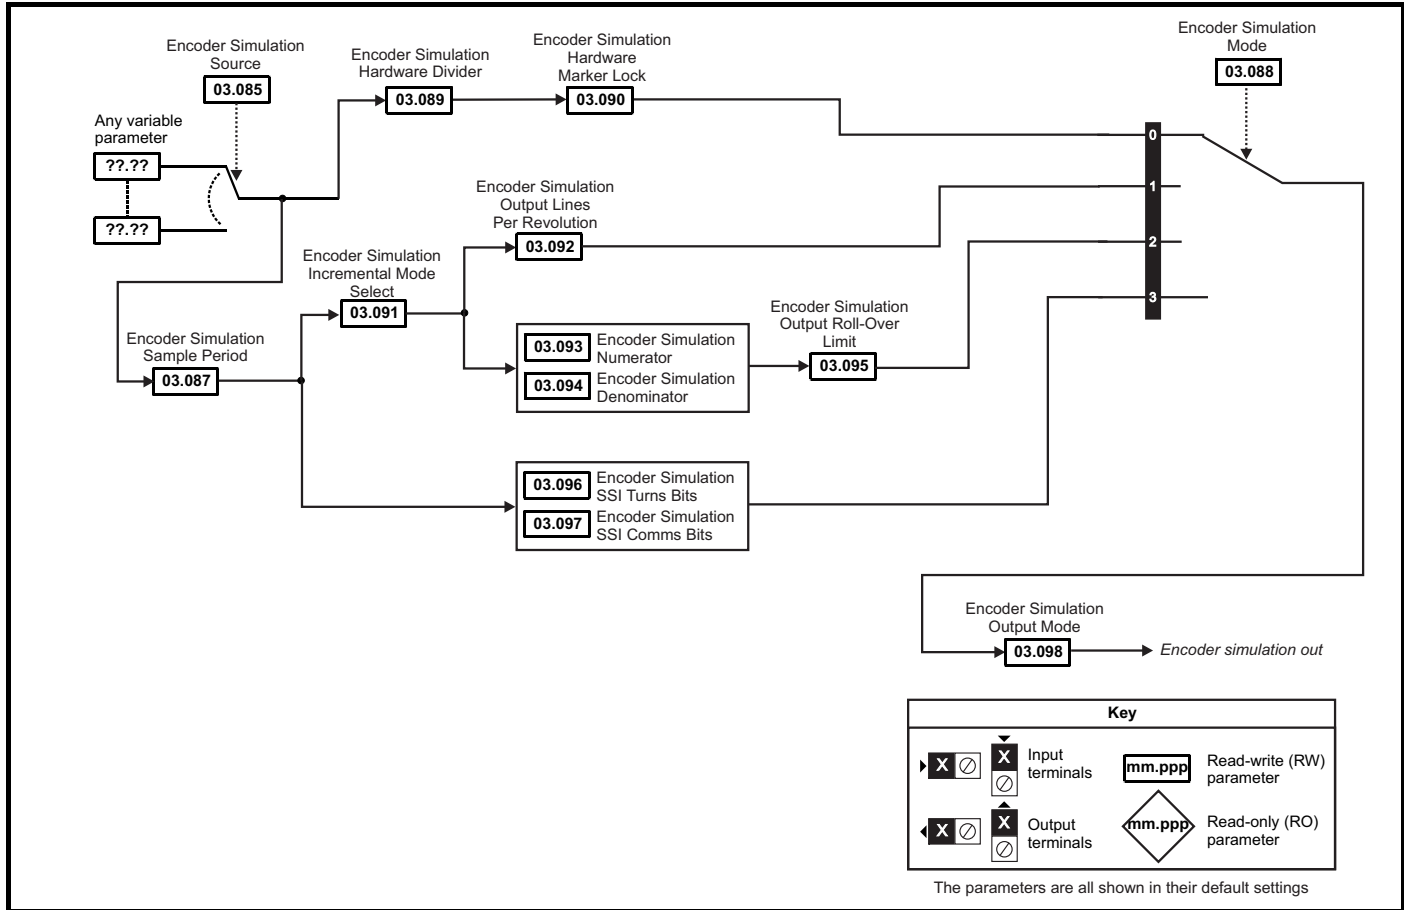 Encoder Simulation
Source
03.085
Any variable
parameter
??.??
??.??
Encoder Simulation
Hardware Divider
03.089
Encoder Simulation
Hardware
Marker Lock
03.090
Encoder Simulation
Mode
03.088
0
1
2
3
Encoder Simulation
Output Lines
Per Revolution
03.092
Encoder Simulation
Incremental Mode
Select
03.091
Encoder Simulation
Sample Period
03.087
03.093
Encoder Simulation
Numerator
03.094
Encoder Simulation
Denominator
Encoder Simulation
Output Roll-Over
Limit
03.095
03.096
Encoder Simulation
SSI Turns Bits
03.097
Encoder Simulation
SSI Comms Bits
Encoder Simulation
Output Mode
03.098
Encoder simulation out
Key
X
X
Input
terminals
mm.ppp
Read-write (RW)
parameter
X
X
Output
terminals
mm.ppp
Read-only (RO)
parameter
The parameters are all shown in their default settings